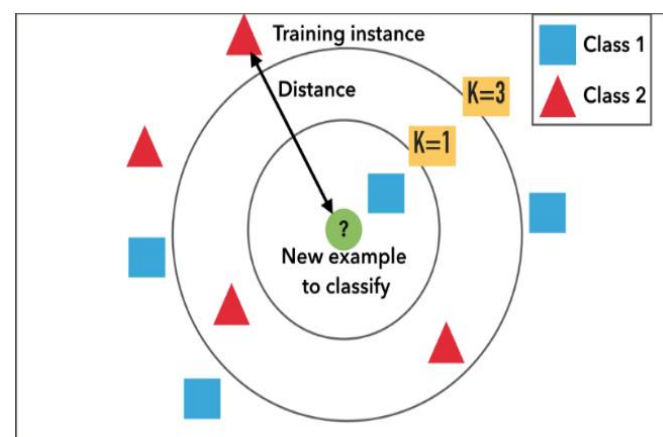 Training instance
Class 1
Distance
K=3
Class 2
K=1
?
New example
to classify